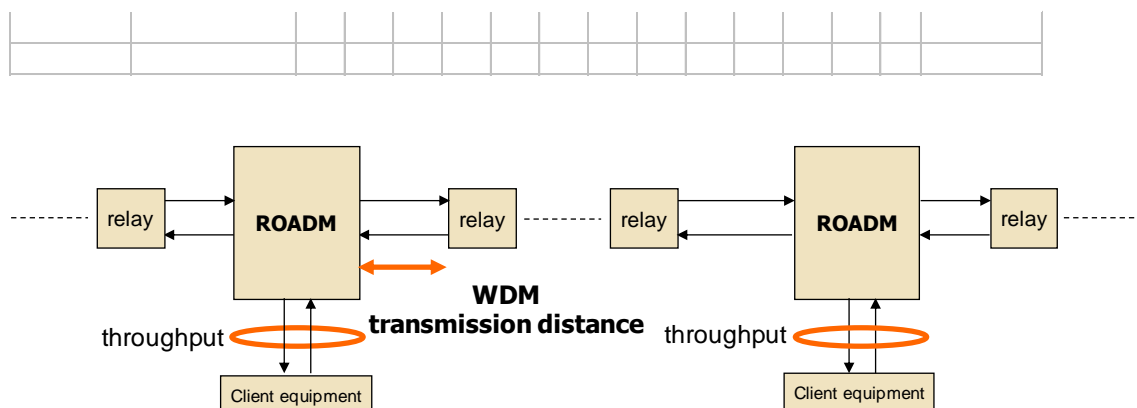 relay
ROADM
relay
relay
ROADM
relay
WDM
transmission distance
throughput
throughput
Client equipment
Client equipment